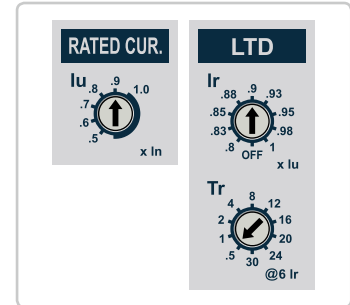 RATED CUR.
Iu
.5 .6 .7 .8 .9 1.0
x In
LTD
Ir
.8 .83 .85 .88 .9 .93 .95 .98 1
OFF
x Iu
Tr
.5 1 2 4 8 12 16 20 24 30
@6 Ir